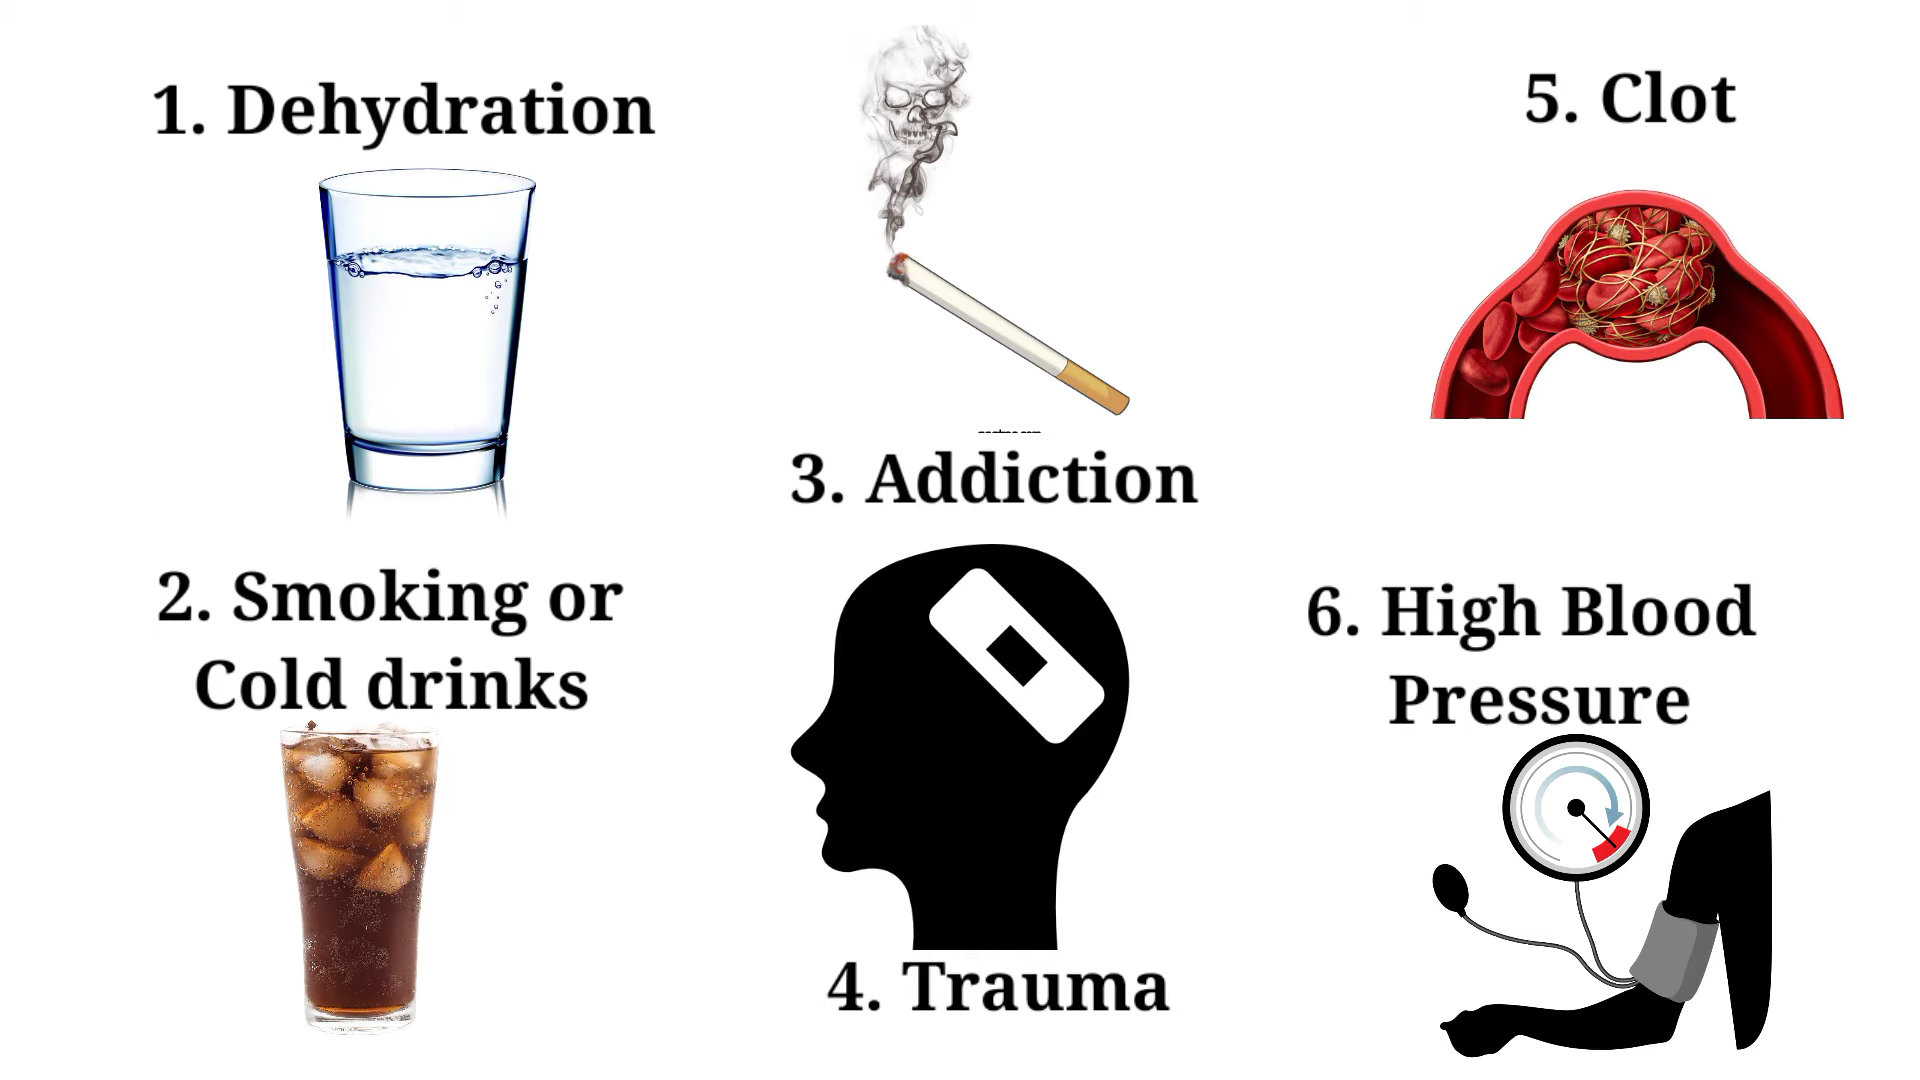 1. Dehydration
2. Smoking or
Cold drinks
3. Addiction
4. Trauma
5. Clot
6. High Blood
Pressure